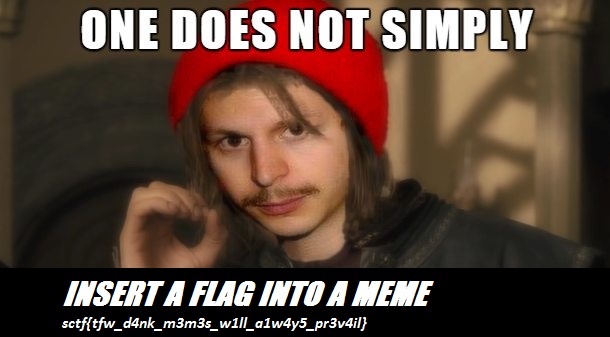 ONE DOES NOT SIMPLY
INSERT A FLAG INTO A MEME
sctf{tfw_d4nk_m3m3s_w1ll_a1w4y5_pr3v4il}